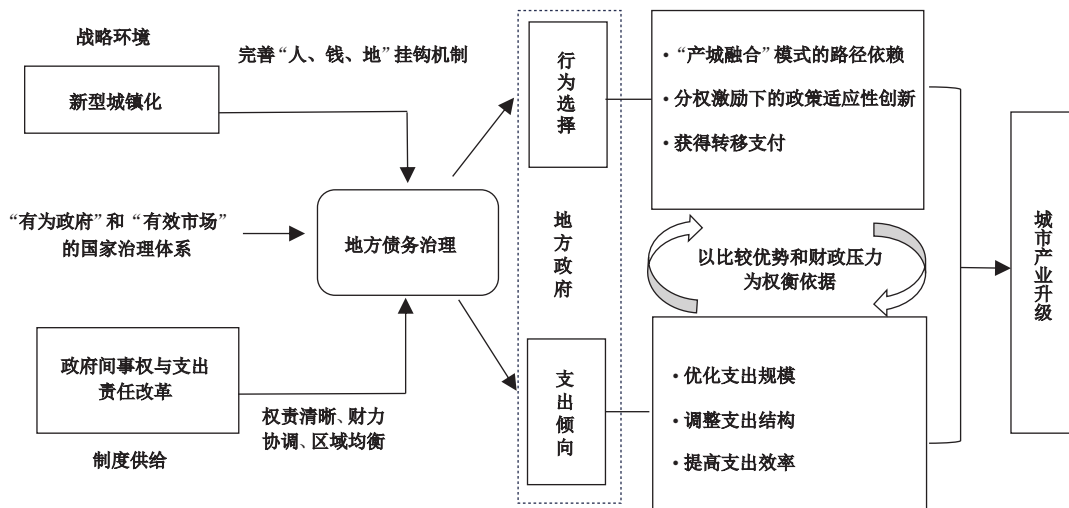 战略环境
完善“人、钱、地”挂钩机制
新型城镇化
“有为政府”和“有效市场”
的国家治理体系
地方债务治理
政府间事权与支出
责任改革
权责清晰、财力
协调、区域均衡
制度供给
行为选择
地方政府
支出倾向
·“产城融合”模式的路径依赖
·分权激励下的政策适应性创新
·获得转移支付
以比较优势和财政压力
为权衡依据
·优化支出规模
·调整支出结构
·提高支出效率
城市产业升级